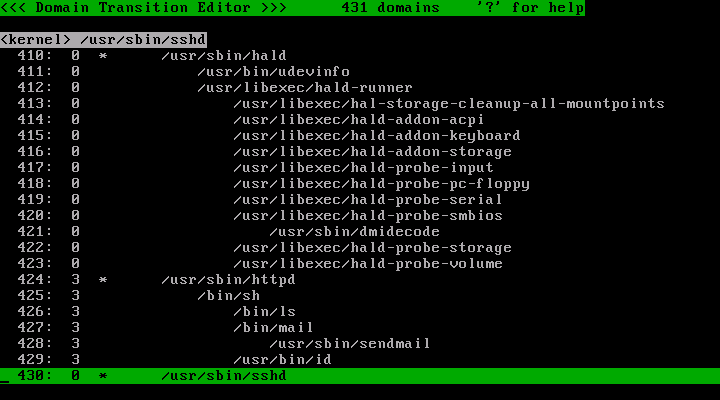 <<< Domain Transition Editor >>>      431 domains    '?' for help
<kernel> /usr/sbin/sshd
410:  0  *      /usr/sbin/hald
411:  0             /usr/bin/udevinfo
412:  0             /usr/libexec/hald-runner
413:  0                 /usr/libexec/hal-storage-cleanup-all-mountpoints
414:  0                 /usr/libexec/hald-addon-acpi
415:  0                 /usr/libexec/hald-addon-keyboard
416:  0                 /usr/libexec/hald-addon-storage
417:  0                 /usr/libexec/hald-probe-input
418:  0                 /usr/libexec/hald-probe-pc-floppy
419:  0                 /usr/libexec/hald-probe-serial
420:  0                 /usr/libexec/hald-probe-smbios
421:  0                     /usr/sbin/dmidecode
422:  0                 /usr/libexec/hald-probe-storage
423:  0                 /usr/libexec/hald-probe-volume
424:  3  *      /usr/sbin/httpd
425:  3             /bin/sh
426:  3                 /bin/ls
427:  3                 /bin/mail
428:  3                     /usr/sbin/sendmail
429:  3                 /usr/bin/id
430:  0  *      /usr/sbin/sshd